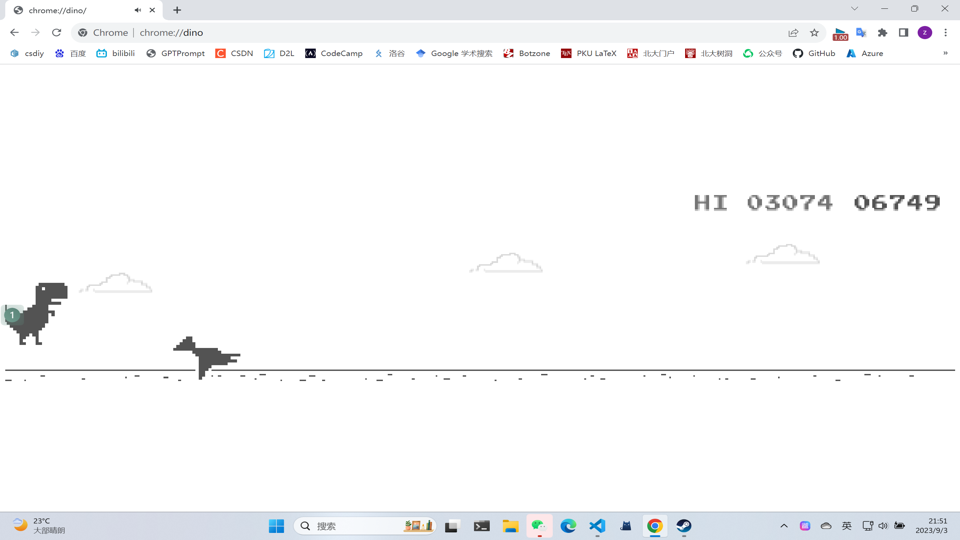 chrome://dino/
Chrome | chrome://dino
1.00
z
csdiy 百度 bilibili GPTPrompt CSDN D2L CodeCamp 洛谷 Google 学术搜索 Botzone PKU LaTeX 北大门户 北大树洞 公众号 GitHub Azure »
HI 03074 06749
1
23°C
大部晴朗
搜索
英
21:51
2023/9/3